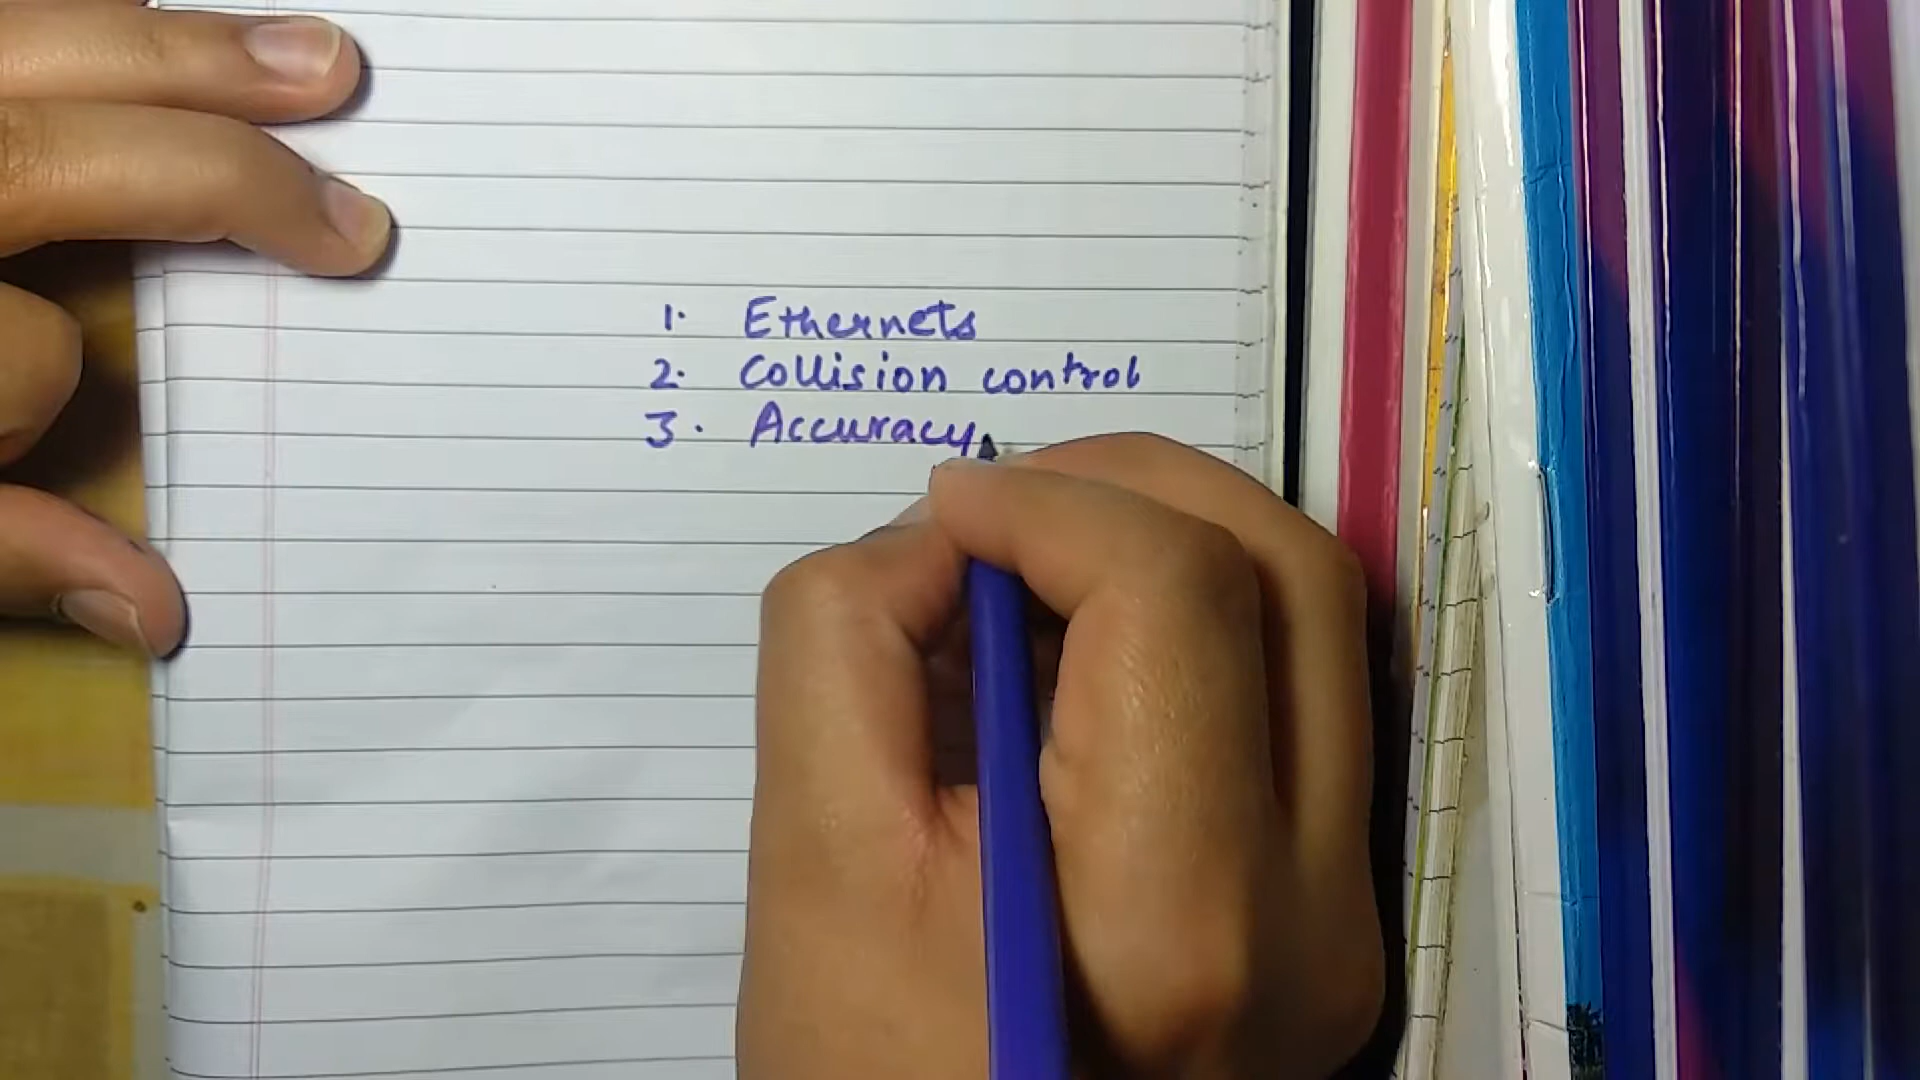 1. Ethernets
2. Collision control
3. Accuracy